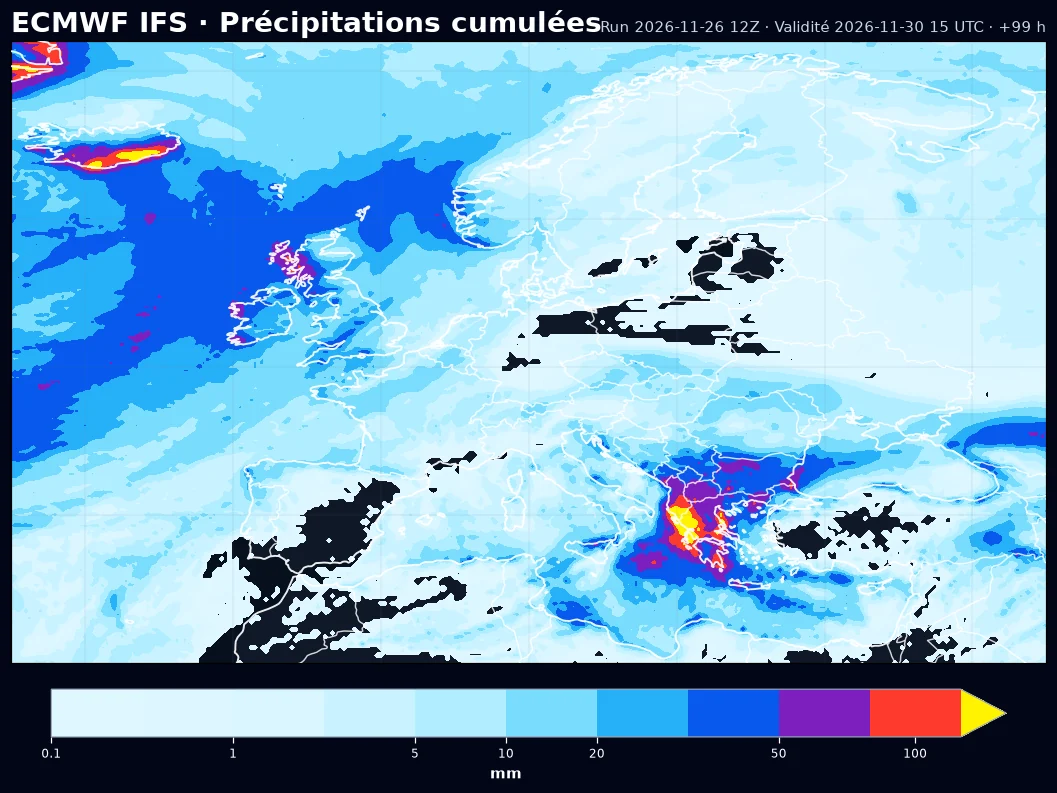 ECMWF IFS · Précipitations cumulées
Run 2026-11-26 12Z · Validité 2026-11-30 15 UTC · +99 h
0.1 1 5 10 20 50 100
mm